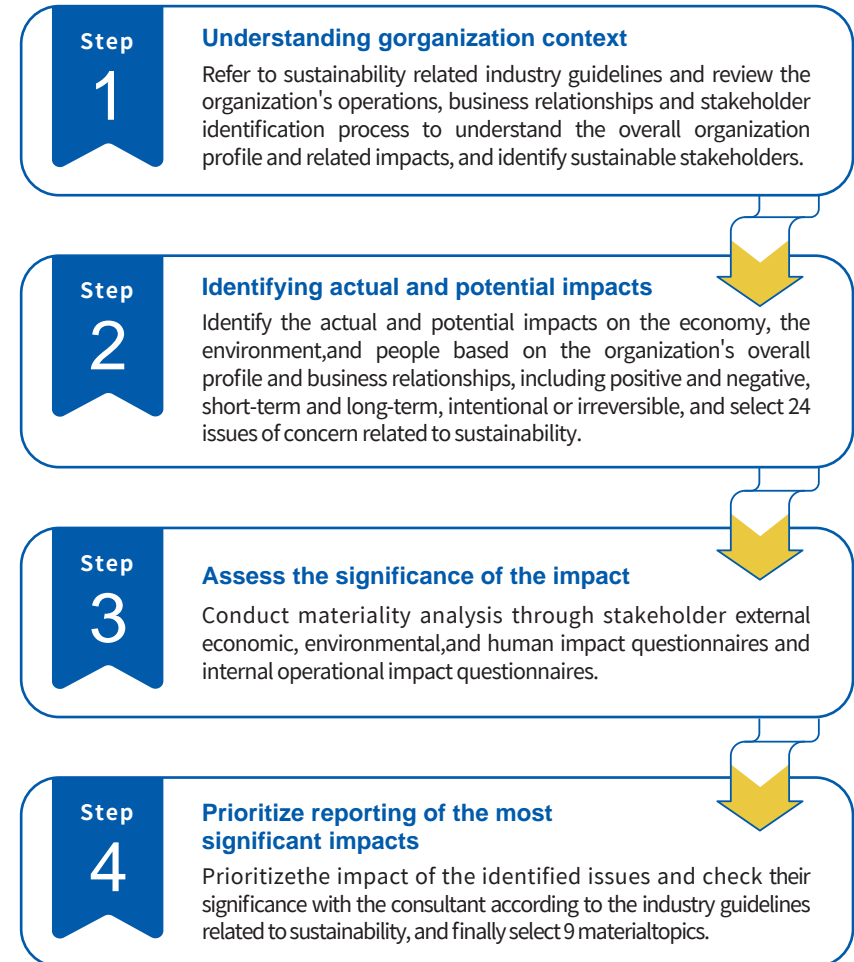 Step
1
Understanding gorganization context
Refer to sustainability related industry guidelines and review the
organization's operations, business relationships and stakeholder
identification process to understand the overall organization
profile and related impacts, and identify sustainable stakeholders.
Step
2
Identifying actual and potential impacts
Identify the actual and potential impacts on the economy, the
environment,and people based on the organization's overall
profile and business relationships, including positive and negative,
short-term and long-term, intentional or irreversible, and select 24
issues of concern related to sustainability.
Step
3
Assess the significance of the impact
Conduct materiality analysis through stakeholder external
economic, environmental,and human impact questionnaires and
internal operational impact questionnaires.
Step
4
Prioritize reporting of the most
significant impacts
Prioritizethe impact of the identified issues and check their
significance with the consultant according to the industry guidelines
related to sustainability, and finally select 9 materialtopics.